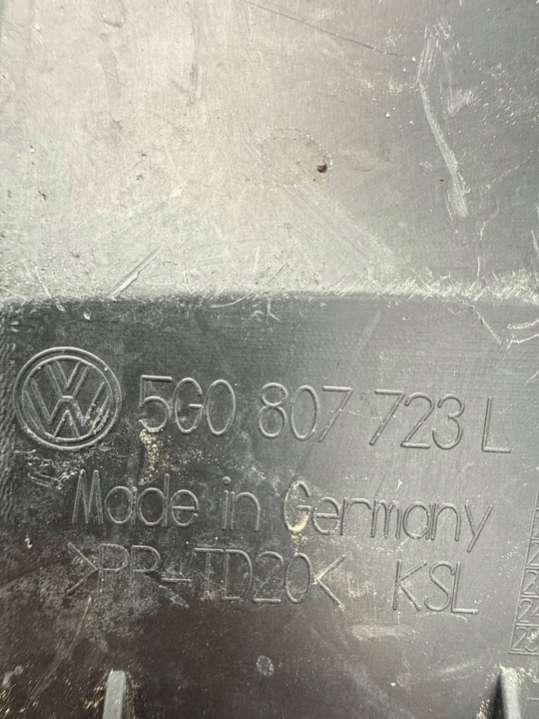 5G0 807 723 L
Made in Germany
>PP-TD20< KSL